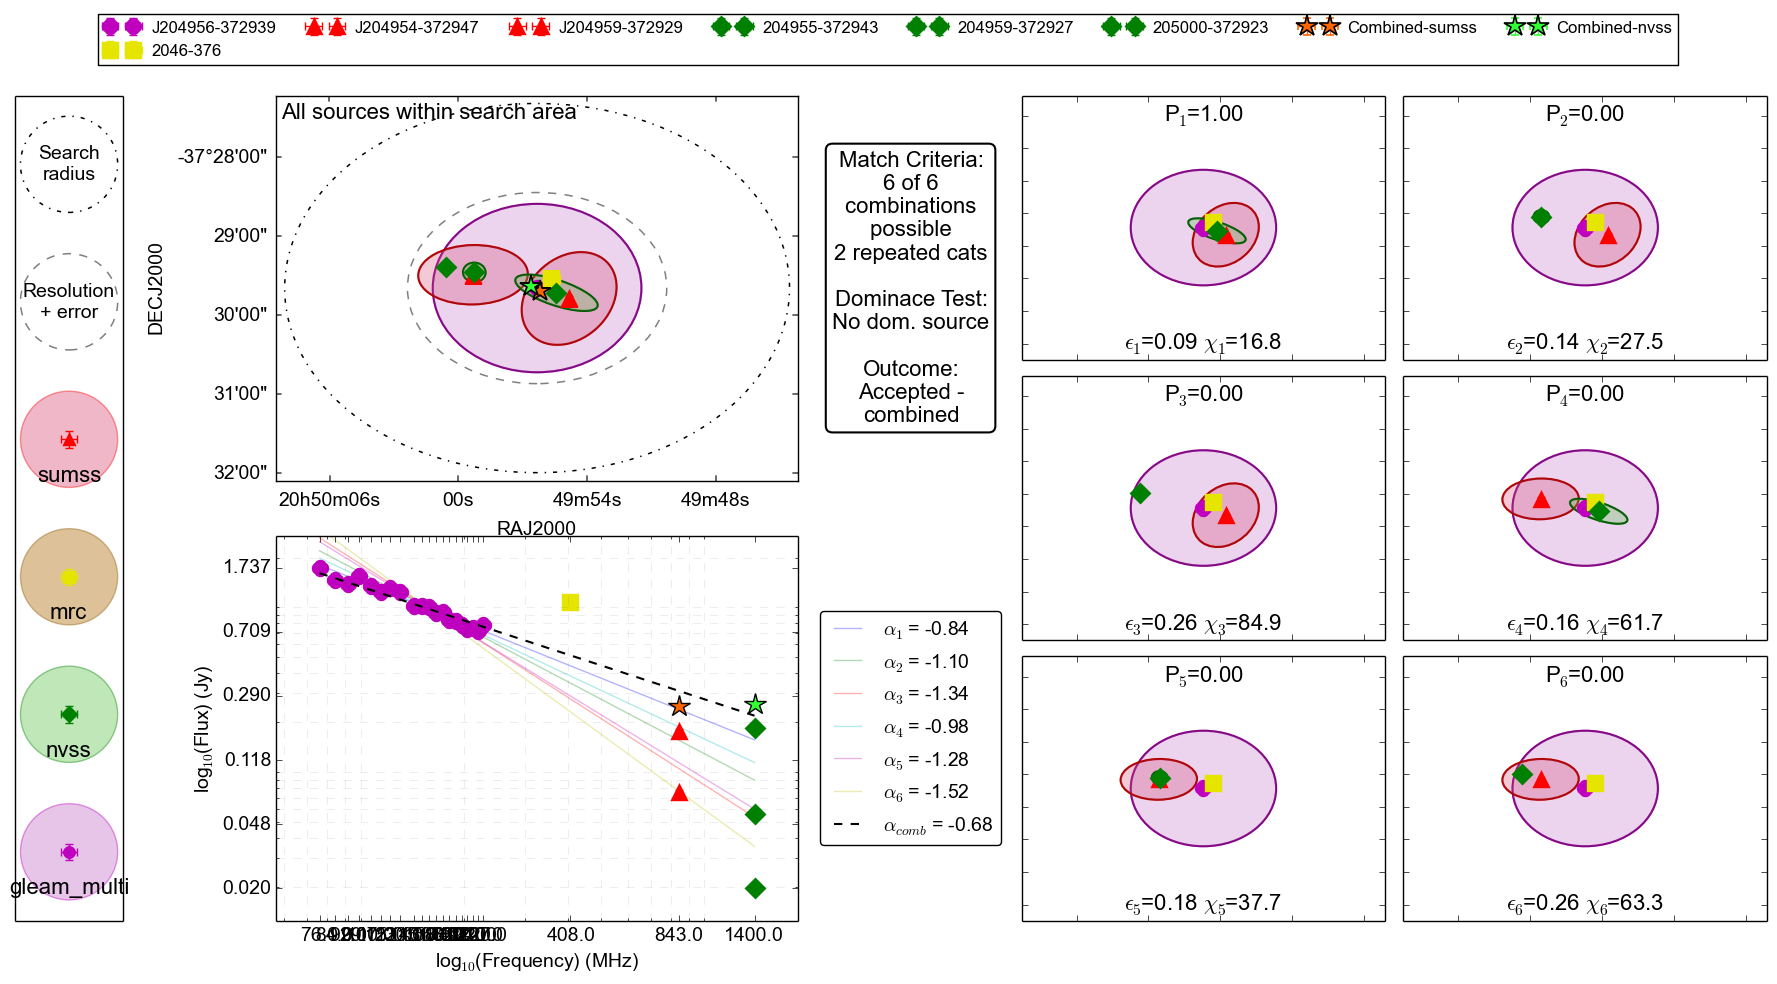 J204956-372939
J204954-372947
J204959-372929
204955-372943
204959-372927
205000-372923
Combined-sumss
Combined-nvss
2046-376
Search
radius
Resolution
+ error
sumss
mrc
nvss
gleam_multi
All sources within search area
DECJ2000
-37°28'00"
29'00"
30'00"
31'00"
32'00"
20h50m06s
00s
49m54s
49m48s
RAJ2000
Match Criteria:
6 of 6
combinations
possible
2 repeated cats
Dominace Test:
No dom. source
Outcome:
Accepted -
combined
P₁=1.00
ϵ₁=0.09 χ₁=16.8
P₂=0.00
ϵ₂=0.14 χ₂=27.5
P₃=0.00
ϵ₃=0.26 χ₃=84.9
P₄=0.00
ϵ₄=0.16 χ₄=61.7
P₅=0.00
ϵ₅=0.18 χ₅=37.7
P₆=0.00
ϵ₆=0.26 χ₆=63.3
log₁₀(Flux) (Jy)
1.737
0.709
0.290
0.118
0.048
0.020
408.0
843.0
1400.0
log₁₀(Frequency) (MHz)
α₁ = -0.84
α₂ = -1.10
α₃ = -1.34
α₄ = -0.98
α₅ = -1.28
α₆ = -1.52
α_comb = -0.68